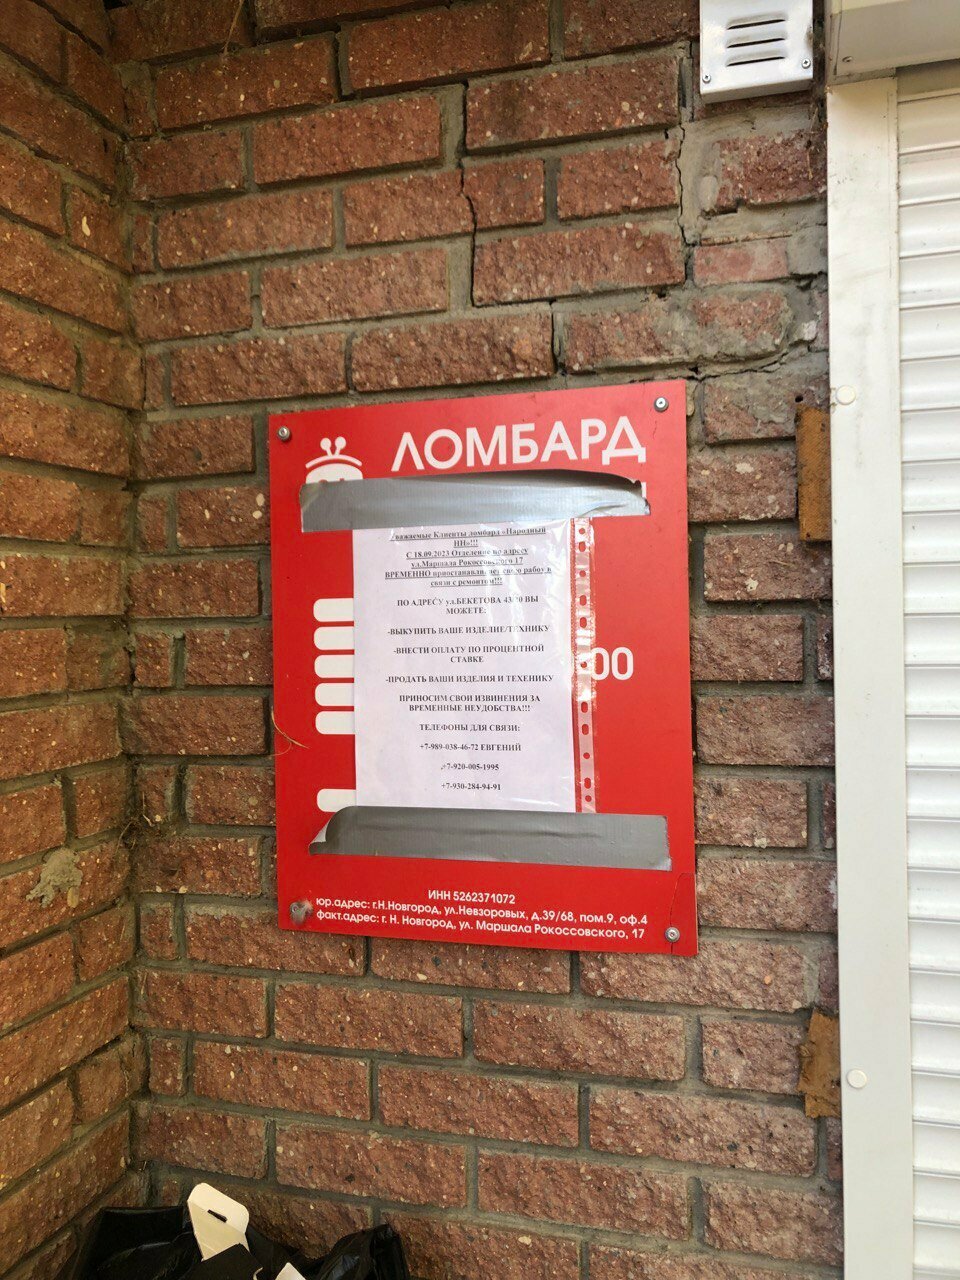 ЛОМБАРД
Уважаемые Клиенты ломбард «Народный
НН»!!!
С 18.09.2023 Отделение по адресу
ул.Маршала Рокоссовского 17
ВРЕМЕННО приостанавливает свою работу в
связи с ремонтом!!!
ПО АДРЕСУ ул.БЕКЕТОВА ВЫ
МОЖЕТЕ:
-ВЫКУПИТЬ ВАШЕ ИЗДЕЛИЕ/ТЕХНИКУ
-ВНЕСТИ ОПЛАТУ ПО ПРОЦЕНТНОЙ
СТАВКЕ
-ПРОДАТЬ ВАШИ ИЗДЕЛИЯ И ТЕХЕНИКУ
ПРИНОСИМ СВОИ ИЗВИНЕНИЯ ЗА
ВРЕМЕННЫЕ НЕУДОБСТВА!!!
ТЕЛЕФОНЫ ДЛЯ СВЯЗИ:
+7-989-038-46-72 ЕВГЕНИЙ
+7-920-005-1995
+7-930-284-94-91
00
ИНН 5262371072
юр.адрес: г.Н.Новгород, ул.Невзоровых, д.39/68, пом.9, оф.4
факт.адрес: г. Н. Новгород, ул. Маршала Рокоссовского, 17